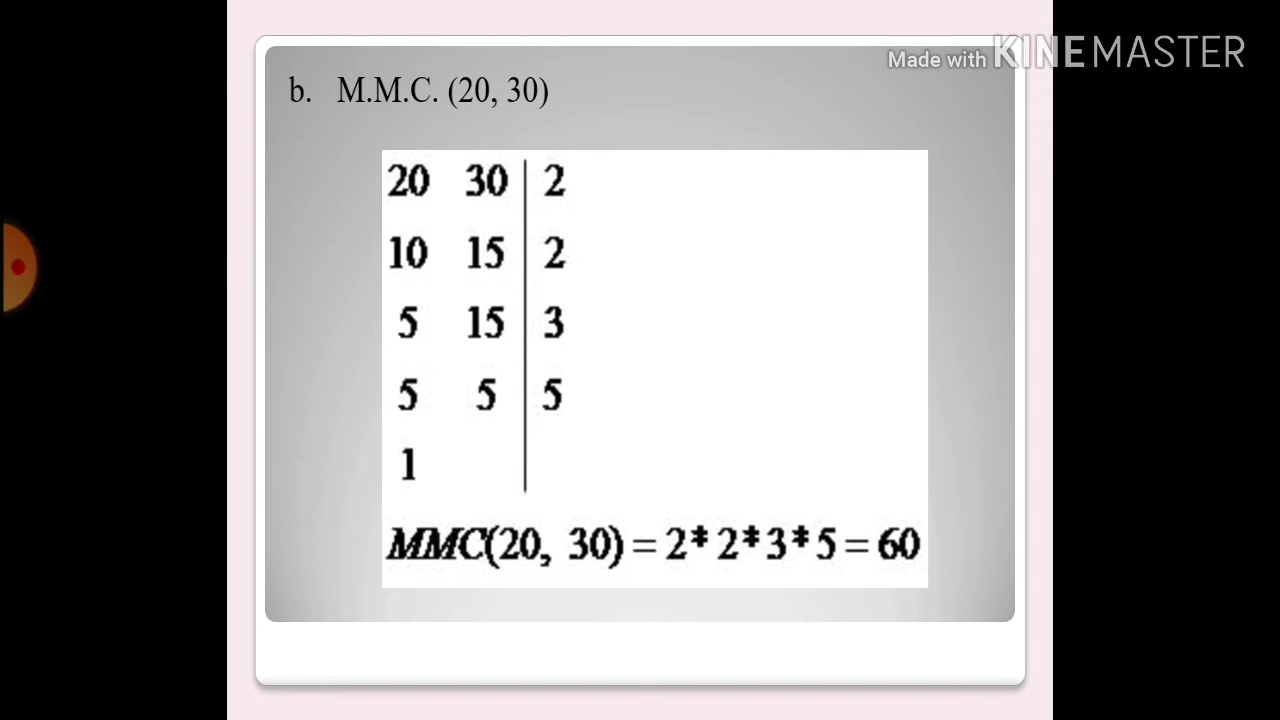 Made with KINEMASTER
b. M.M.C. (20, 30)
20 30 2
10 15 2
5 15 3
5 5 5
1
MMC(20, 30) = 2*2*3*5 = 60